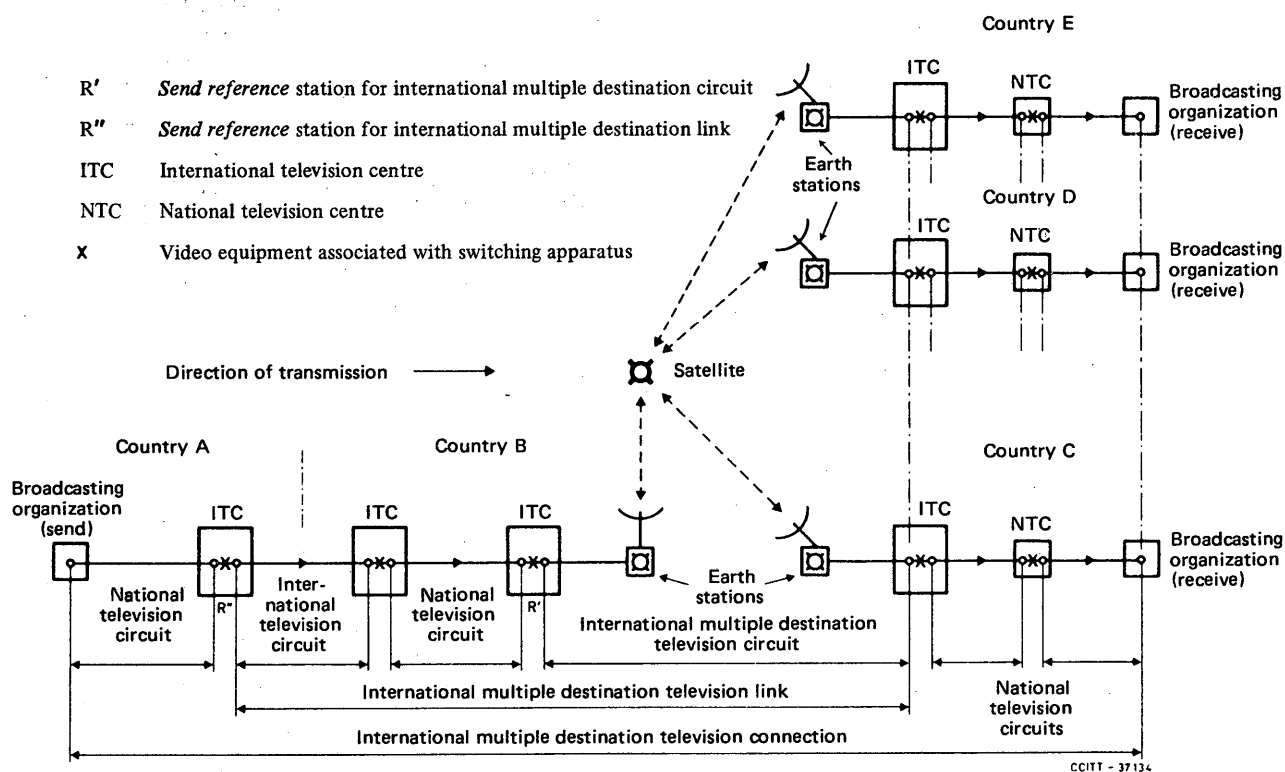 Country E
R′ Send reference station for international multiple destination circuit
R″ Send reference station for international multiple destination link
ITC International television centre
NTC National television centre
X Video equipment associated with switching apparatus
ITC
NTC
Broadcasting
organization
(receive)
Earth
stations
Country D
ITC
NTC
Broadcasting
organization
(receive)
Direction of transmission
Satellite
Country A
Country B
Country C
Broadcasting
organization
(send)
ITC
ITC
ITC
ITC
NTC
Broadcasting
organization
(receive)
Earth
stations
National
television
circuit
R″
Inter-
national
television
circuit
National
television
circuit
R′
International multiple destination
television circuit
International multiple destination television link
National
television
circuits
International multiple destination television connection
CCITT - 37134